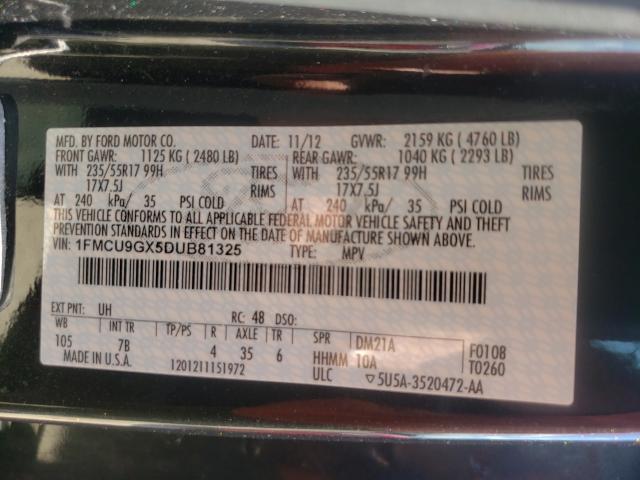 MFD. BY FORD MOTOR CO. DATE: 11/12 GVWR: 2159 KG ( 4760 LB)
FRONT GAWR: 1125 KG ( 2480 LB) REAR GAWR: 1040 KG ( 2293 LB)
WITH 235/55R17 99H TIRES WITH 235/55R17 99H TIRES
17X7.5J RIMS 17X7.5J RIMS
AT 240 kPa/ 35 PSI COLD AT 240 kPa/ 35 PSI COLD
THIS VEHICLE CONFORMS TO ALL APPLICABLE FEDERAL MOTOR VEHICLE SAFETY AND THEFT
PREVENTION STANDARDS IN EFFECT ON THE DATE OF MANUFACTURE SHOWN ABOVE.
VIN: 1FMCU9GX5DUB81325 TYPE: MPV
EXT PNT: UH RC: 48 DSO:
WB INT TR TP/PS R AXLE TR SPR DM21A F0108
105 7B 4 35 6 HHMM 10A T0260
MADE IN U.S.A. 1201211151972 ULC ▽5U5A-3520472-AA